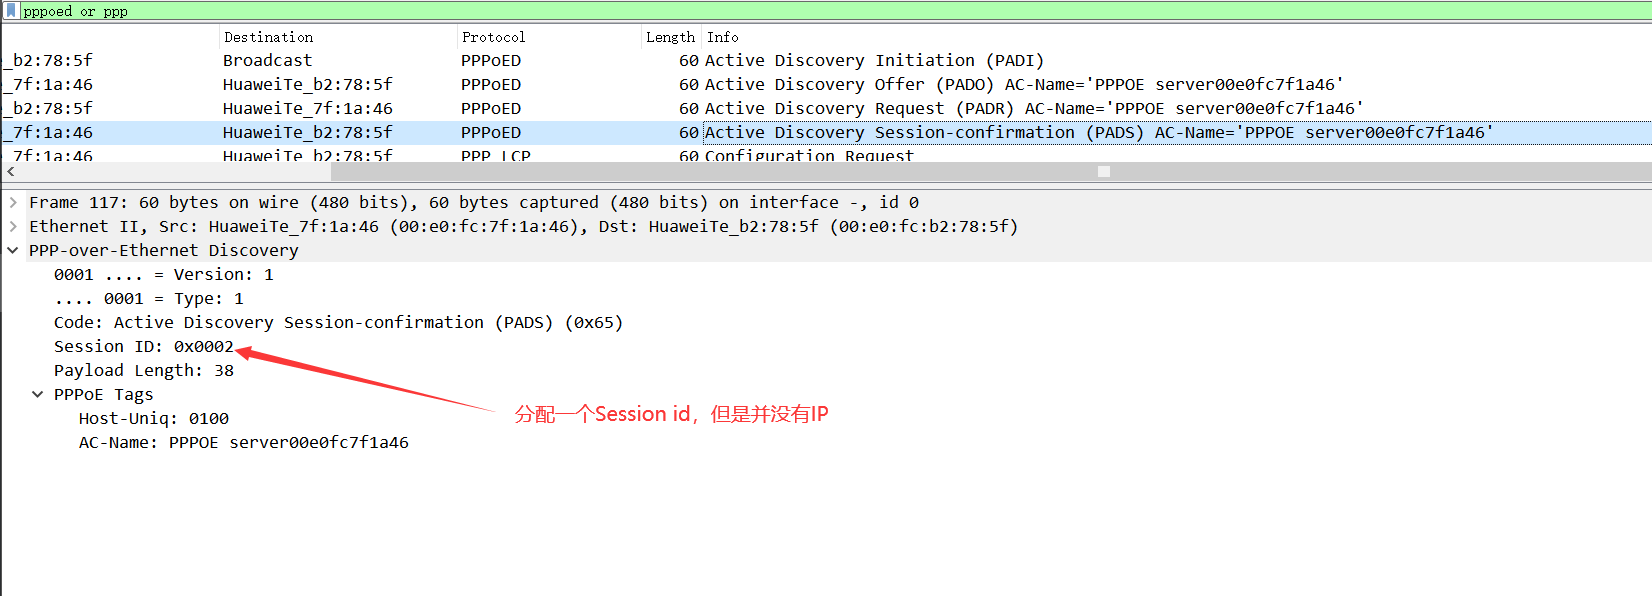 pppoed or ppp
Destination Protocol Length Info
_b2:78:5f Broadcast PPPoED 60 Active Discovery Initiation (PADI)
_7f:1a:46 HuaweiTe_b2:78:5f PPPoED 60 Active Discovery Offer (PADO) AC-Name='PPPOE server00e0fc7f1a46'
_b2:78:5f HuaweiTe_7f:1a:46 PPPoED 60 Active Discovery Request (PADR) AC-Name='PPPOE server00e0fc7f1a46'
_7f:1a:46 HuaweiTe_b2:78:5f PPPoED 60 Active Discovery Session-confirmation (PADS) AC-Name='PPPOE server00e0fc7f1a46'
_7f:1a:46 HuaweiTe_b2:78:5f PPP LCP 60 Configuration Request
Frame 117: 60 bytes on wire (480 bits), 60 bytes captured (480 bits) on interface -, id 0
Ethernet II, Src: HuaweiTe_7f:1a:46 (00:e0:fc:7f:1a:46), Dst: HuaweiTe_b2:78:5f (00:e0:fc:b2:78:5f)
PPP-over-Ethernet Discovery
0001 .... = Version: 1
.... 0001 = Type: 1
Code: Active Discovery Session-confirmation (PADS) (0x65)
Session ID: 0x0002
Payload Length: 38
PPPoE Tags
Host-Uniq: 0100
分配一个Session id，但是并没有IP
AC-Name: PPPOE server00e0fc7f1a46